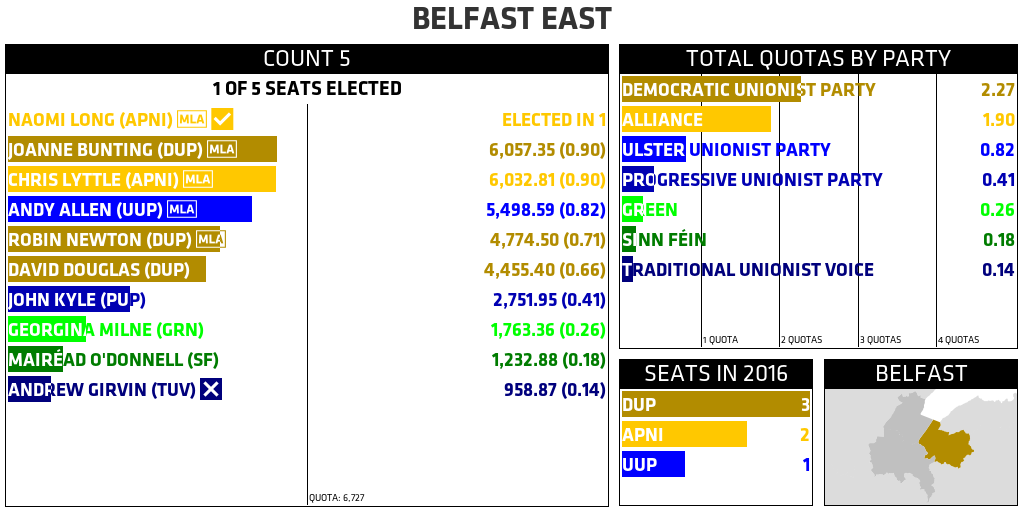 BELFAST EAST
COUNT 5
1 OF 5 SEATS ELECTED
NAOMI LONG (APNI) MLA ELECTED IN 1
JOANNE BUNTING (DUP) MLA 6,057.35 (0.90)
CHRIS LYTTLE (APNI) MLA 6,032.81 (0.90)
ANDY ALLEN (UUP) MLA 5,498.59 (0.82)
ROBIN NEWTON (DUP) MLA 4,774.50 (0.71)
DAVID DOUGLAS (DUP) 4,455.40 (0.66)
JOHN KYLE (PUP) 2,751.95 (0.41)
GEORGINA MILNE (GRN) 1,763.36 (0.26)
MAIRÉAD O'DONNELL (SF) 1,232.88 (0.18)
ANDREW GIRVIN (TUV) 958.87 (0.14)
QUOTA: 6,727
TOTAL QUOTAS BY PARTY
DEMOCRATIC UNIONIST PARTY 2.27
ALLIANCE 1.90
ULSTER UNIONIST PARTY 0.82
PROGRESSIVE UNIONIST PARTY 0.41
GREEN 0.26
SINN FÉIN 0.18
TRADITIONAL UNIONIST VOICE 0.14
1 QUOTA 2 QUOTAS 3 QUOTAS 4 QUOTAS
SEATS IN 2016
DUP 3
APNI 2
UUP 1
BELFAST